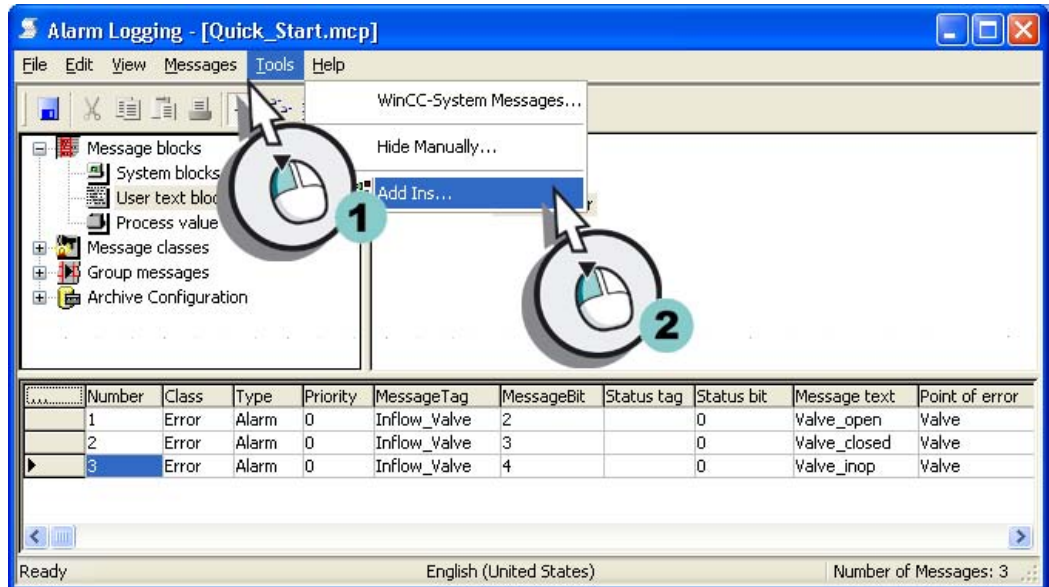 Alarm Logging - [Quick_Start.mcp]
File Edit View Messages Tools Help
WinCC-System Messages...
Hide Manually...
Add Ins...
1
2
Message blocks
System blocks
User text bloc
Process value
Message classes
Group messages
Archive Configuration
Number Class Type Priority MessageTag MessageBit Status tag Status bit Message text Point of error
1 Error Alarm 0 Inflow_Valve 2 0 Valve_open Valve
2 Error Alarm 0 Inflow_Valve 3 0 Valve_closed Valve
3 Error Alarm 0 Inflow_Valve 4 0 Valve_inop Valve
Ready English (United States) Number of Messages: 3